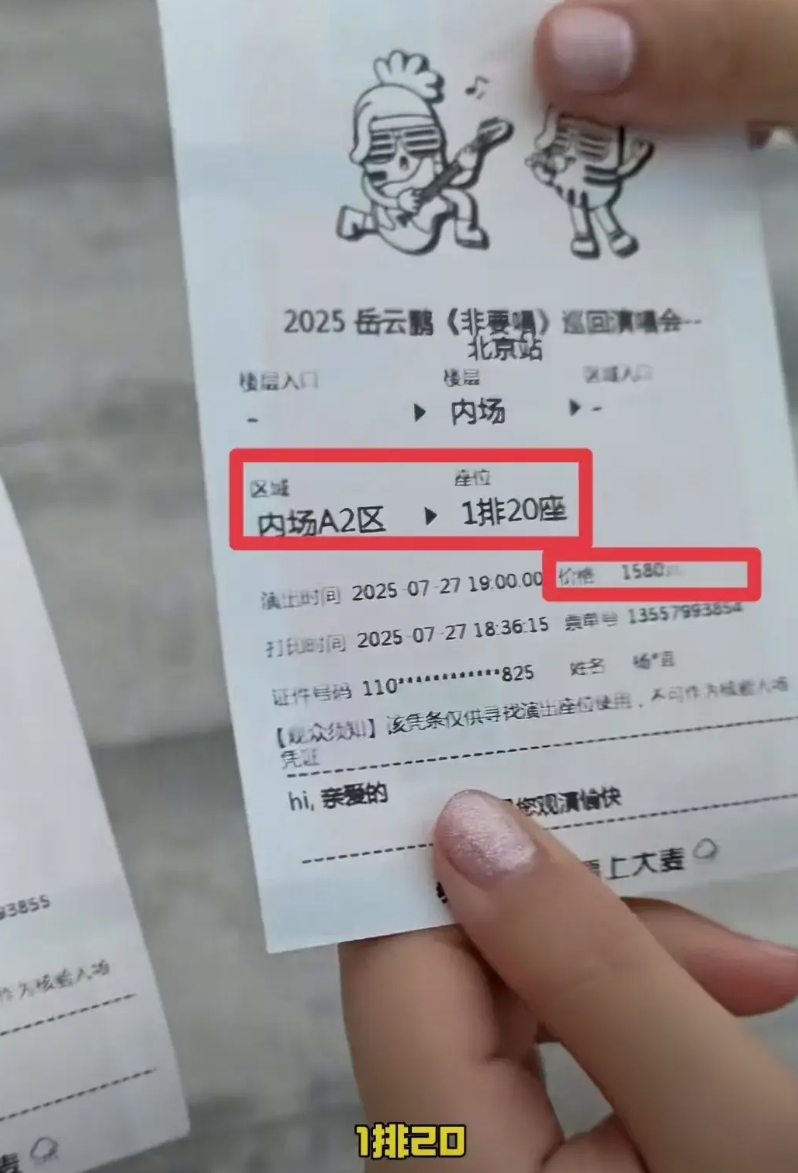 2025 岳云鹏《非要唱》巡回演唱会--
北京站
楼层入口 楼层 区域入口
- ▶ 内场 ▶ -
区域 座位
内场A2区 ▶ 1排20座
演出时间 2025-07-27 19:00:00 价格 1580
打印时间 2025-07-27 18:36:15 票单号 13557993854
证件号码 110************825 姓名 杨*
【观众须知】该凭条仅供寻找演出座位使用，不可作为核验入场
凭证
hi, 亲爱的 您观演愉快
上大麦
93855
作为核验入场
麦
1排20